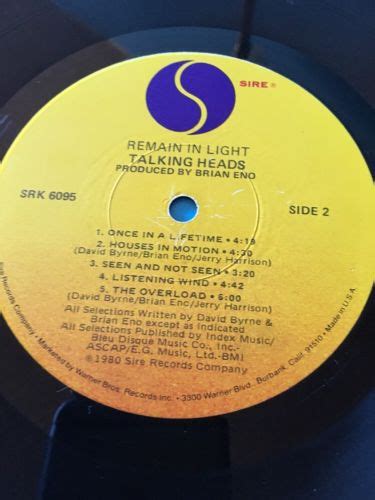 SIRE®
REMAIN IN LIGHT
TALKING HEADS
PRODUCED BY BRIAN ENO
SRK 6095
SIDE 2
1. ONCE IN A LIFETIME • 4:19
2. HOUSES IN MOTION • 4:30
(David Byrne/Brian Eno/Jerry Harrison)
3. SEEN AND NOT SEEN • 3:20
4. LISTENING WIND • 4:42
5. THE OVERLOAD • 6:00
(David Byrne/Brian Eno/Jerry Harrison)
All Selections Written by David Byrne &
Brian Eno except as Indicated
All Selections Published by Index Music/
Bleu Disque Music Co., Inc.-
ASCAP/E.G. Music, Ltd.-BMI
℗1980 Sire Records Company
Sire Records Company, • Marketed by Warner Bros. Records Inc. • 3300 Warner Blvd., Burbank, Calif. 91510 • Made in U.S.A.